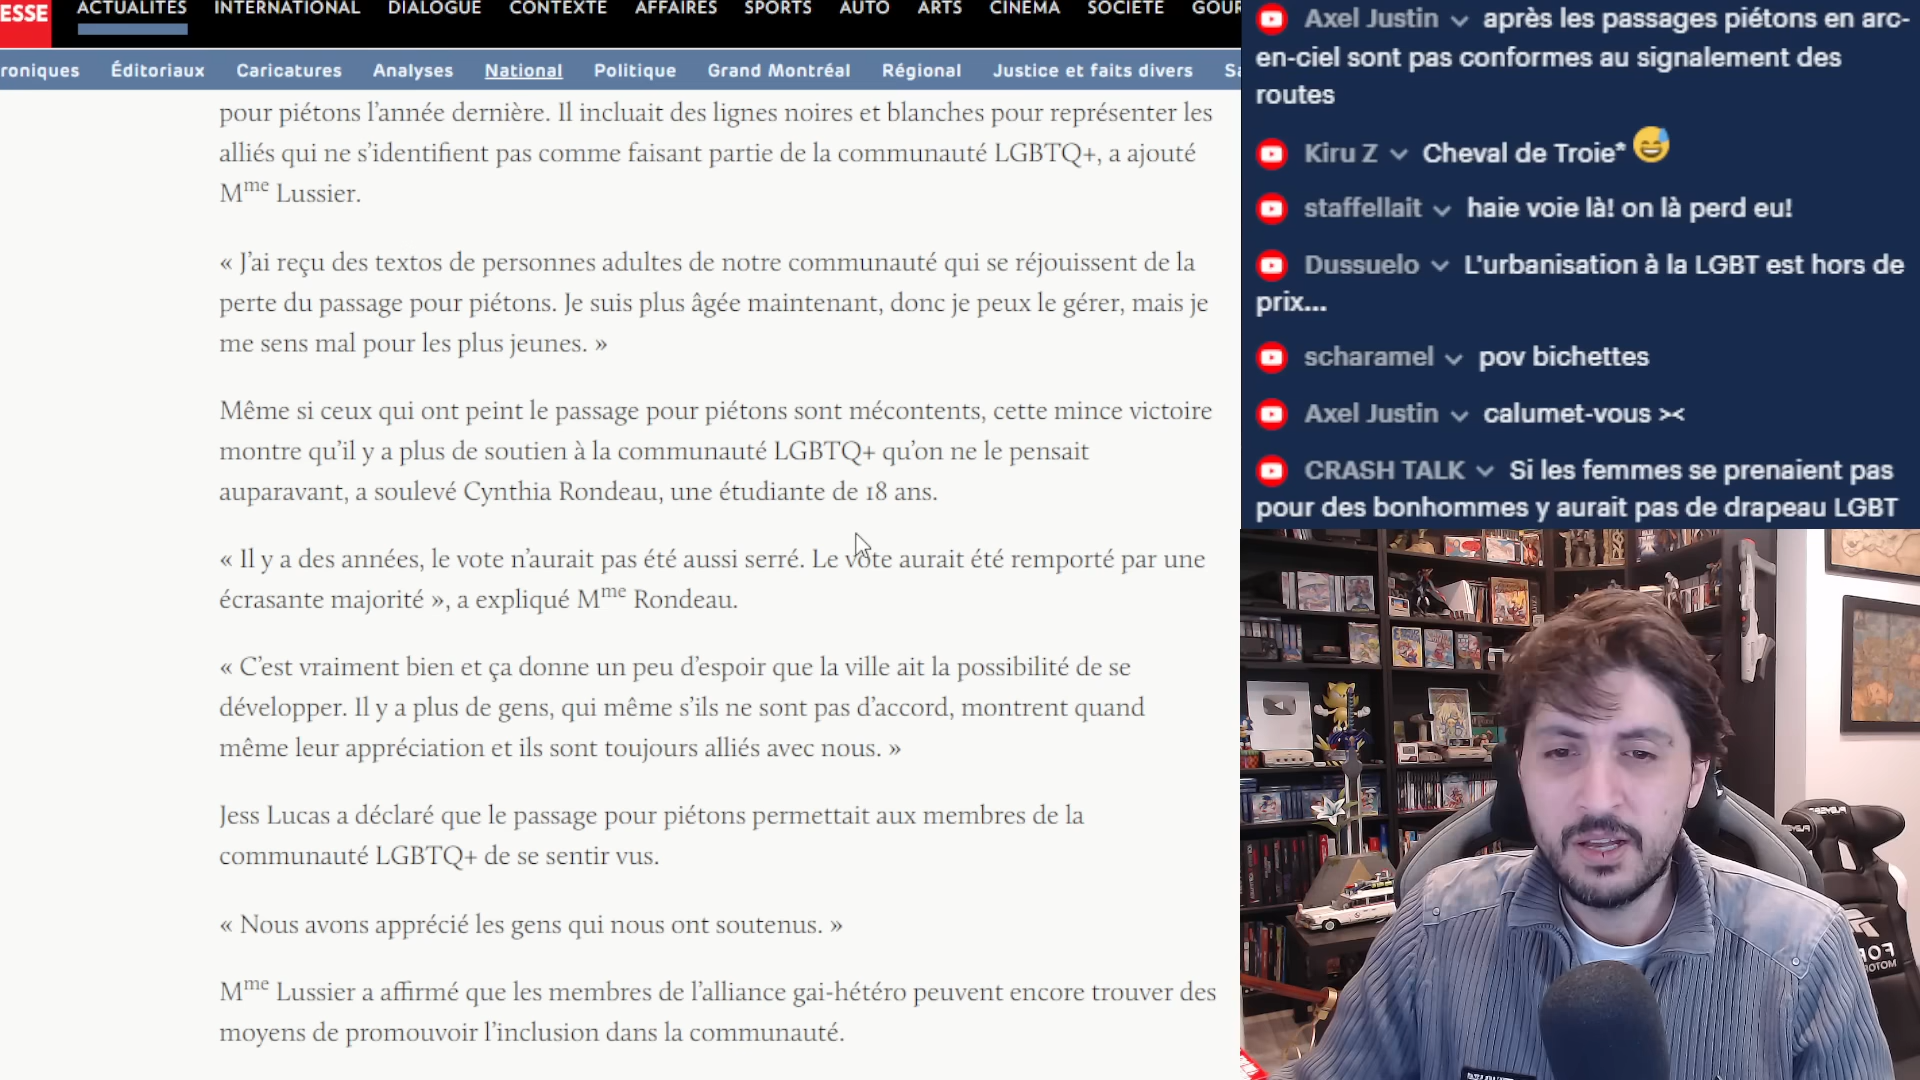 ESSE
ACTUALITÉS INTERNATIONAL DIALOGUE CONTEXTE AFFAIRES SPORTS AUTO ARTS CINÉMA SOCIÉTÉ GOUR
roniques Éditoriaux Caricatures Analyses National Politique Grand Montréal Régional Justice et faits divers Sa
pour piétons l’année dernière. Il incluait des lignes noires et blanches pour représenter les
alliés qui ne s’identifient pas comme faisant partie de la communauté LGBTQ+, a ajouté
Mme Lussier.
« J’ai reçu des textos de personnes adultes de notre communauté qui se réjouissent de la
perte du passage pour piétons. Je suis plus âgée maintenant, donc je peux le gérer, mais je
me sens mal pour les plus jeunes. »
Même si ceux qui ont peint le passage pour piétons sont mécontents, cette mince victoire
montre qu’il y a plus de soutien à la communauté LGBTQ+ qu’on ne le pensait
auparavant, a soulevé Cynthia Rondeau, une étudiante de 18 ans.
« Il y a des années, le vote n’aurait pas été aussi serré. Le vote aurait été remporté par une
écrasante majorité », a expliqué Mme Rondeau.
« C’est vraiment bien et ça donne un peu d’espoir que la ville ait la possibilité de se
développer. Il y a plus de gens, qui même s’ils ne sont pas d’accord, montrent quand
même leur appréciation et ils sont toujours alliés avec nous. »
Jess Lucas a déclaré que le passage pour piétons permettait aux membres de la
communauté LGBTQ+ de se sentir vus.
« Nous avons apprécié les gens qui nous ont soutenus. »
Mme Lussier a affirmé que les membres de l’alliance gai-hétéro peuvent encore trouver des
moyens de promouvoir l’inclusion dans la communauté.
Axel Justin après les passages piétons en arc-
en-ciel sont pas conformes au signalement des
routes
Kiru Z Cheval de Troie* 😅
staffellait haie voie là! on là perd eu!
Dussuelo L'urbanisation à la LGBT est hors de
prix...
scharamel pov bichettes
Axel Justin calumet-vous ><
CRASH TALK Si les femmes se prenaient pas
pour des bonhommes y aurait pas de drapeau LGBT